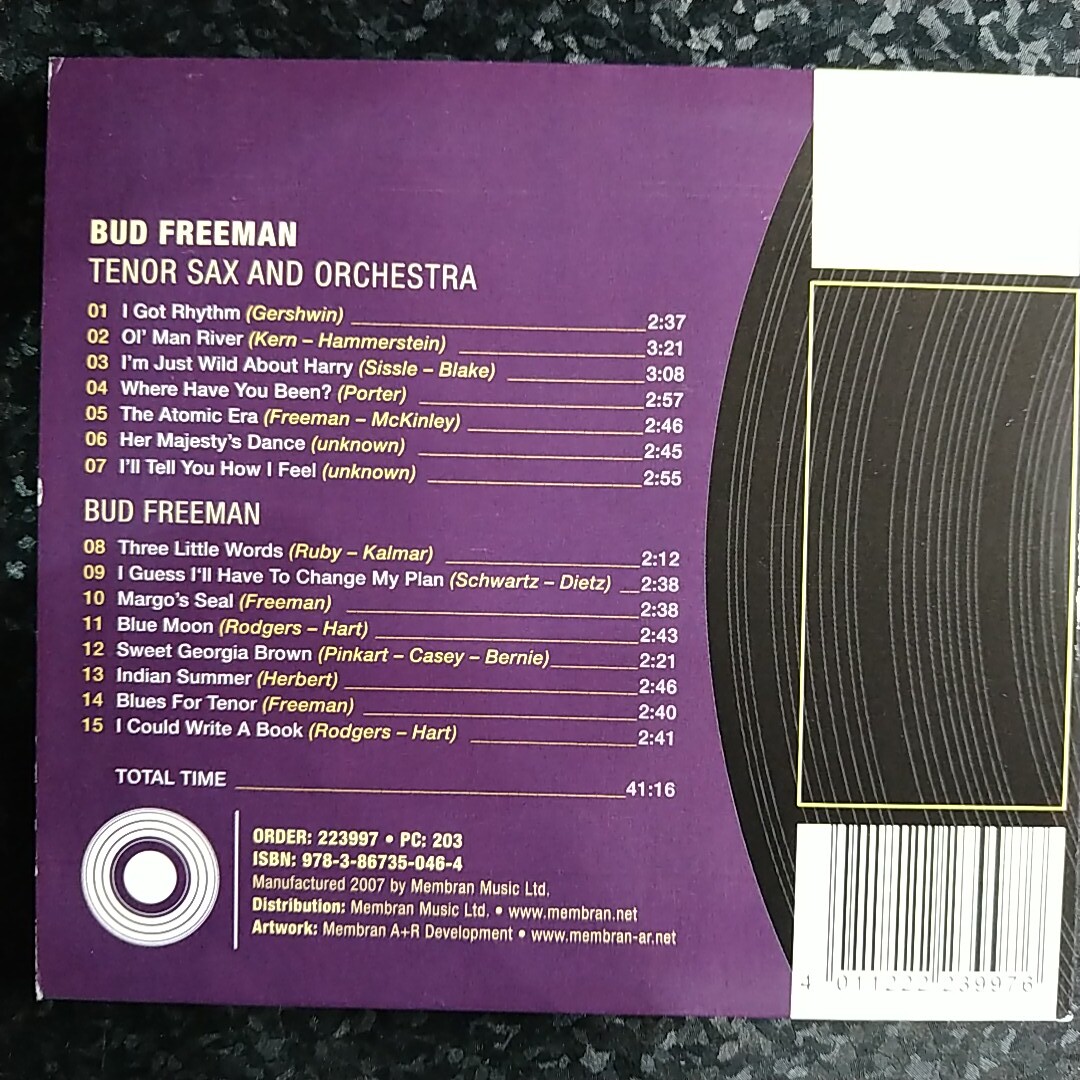 BUD FREEMAN
TENOR SAX AND ORCHESTRA
01 I Got Rhythm (Gershwin) 2:37
02 Ol' Man River (Kern – Hammerstein) 3:21
03 I'm Just Wild About Harry (Sissle – Blake) 3:08
04 Where Have You Been? (Porter) 2:57
05 The Atomic Era (Freeman – McKinley) 2:46
06 Her Majesty's Dance (unknown) 2:45
07 I'll Tell You How I Feel (unknown) 2:55
BUD FREEMAN
08 Three Little Words (Ruby – Kalmar) 2:12
09 I Guess I'll Have To Change My Plan (Schwartz – Dietz) 2:38
10 Margo's Seal (Freeman) 2:38
11 Blue Moon (Rodgers – Hart) 2:43
12 Sweet Georgia Brown (Pinkart – Casey – Bernie) 2:21
13 Indian Summer (Herbert) 2:46
14 Blues For Tenor (Freeman) 2:40
15 I Could Write A Book (Rodgers – Hart) 2:41
TOTAL TIME 41:16
ORDER: 223997 • PC: 203
ISBN: 978-3-86735-046-4
Manufactured 2007 by Membran Music Ltd.
Distribution: Membran Music Ltd. • www.membran.net
Artwork: Membran A+R Development • www.membran-ar.net
4 011222 239976